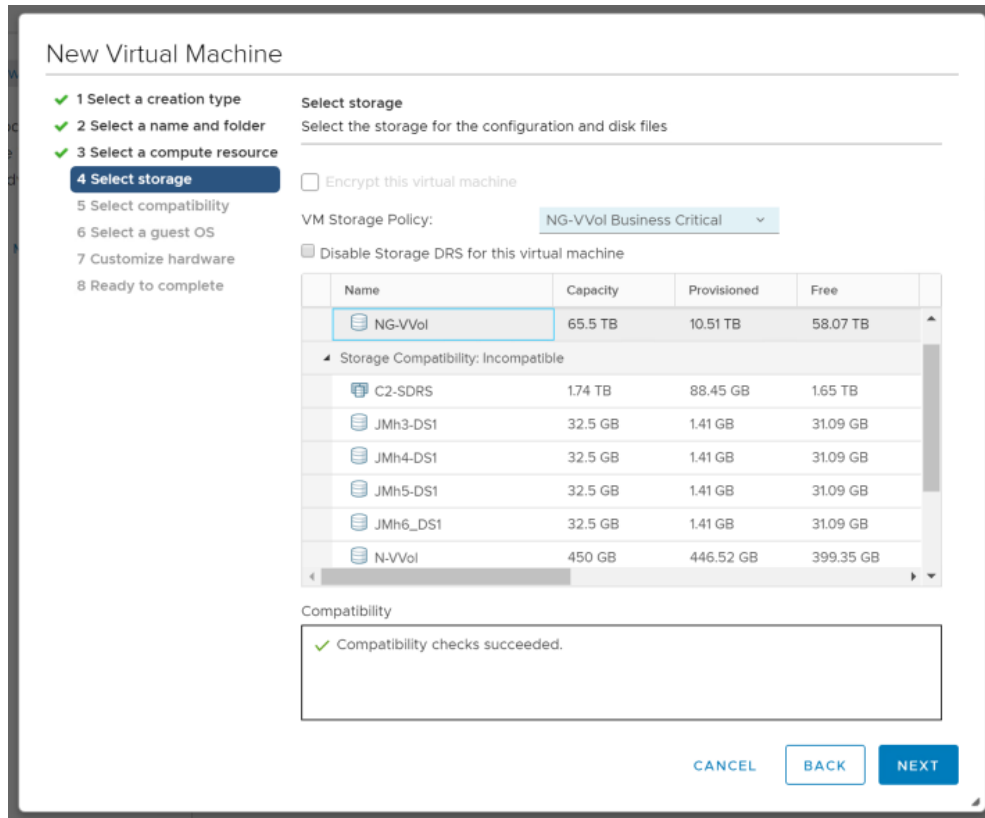 New Virtual Machine
1 Select a creation type
2 Select a name and folder
3 Select a compute resource
4 Select storage
5 Select compatibility
6 Select a guest OS
7 Customize hardware
8 Ready to complete
Select storage
Select the storage for the configuration and disk files
Encrypt this virtual machine
VM Storage Policy: NG-VVol Business Critical
Disable Storage DRS for this virtual machine
Name Capacity Provisioned Free
NG-VVol 65.5 TB 10.51 TB 58.07 TB
Storage Compatibility: Incompatible
C2-SDRS 1.74 TB 88.45 GB 1.65 TB
JMh3-DS1 32.5 GB 1.41 GB 31.09 GB
JMh4-DS1 32.5 GB 1.41 GB 31.09 GB
JMh5-DS1 32.5 GB 1.41 GB 31.09 GB
JMh6_DS1 32.5 GB 1.41 GB 31.09 GB
N-VVol 450 GB 446.52 GB 399.35 GB
Compatibility
Compatibility checks succeeded.
CANCEL BACK NEXT